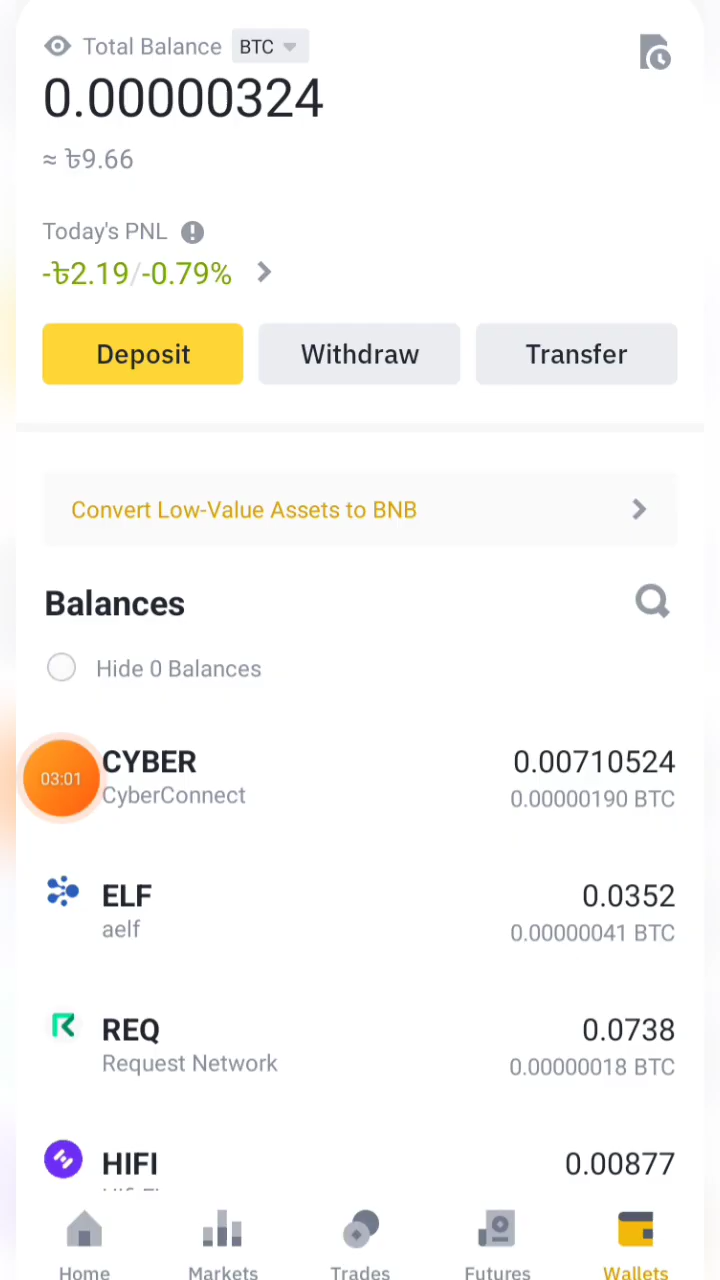 Total Balance BTC
0.00000324
≈ ৳9.66
Today's PNL
-৳2.19/-0.79%
Deposit Withdraw Transfer
Convert Low-Value Assets to BNB
Balances
Hide 0 Balances
CYBER 0.00710524
03:01
CyberConnect 0.00000190 BTC
ELF 0.0352
aelf 0.00000041 BTC
REQ 0.0738
Request Network 0.00000018 BTC
HIFI 0.00877
Home Markets Trades Futures Wallets